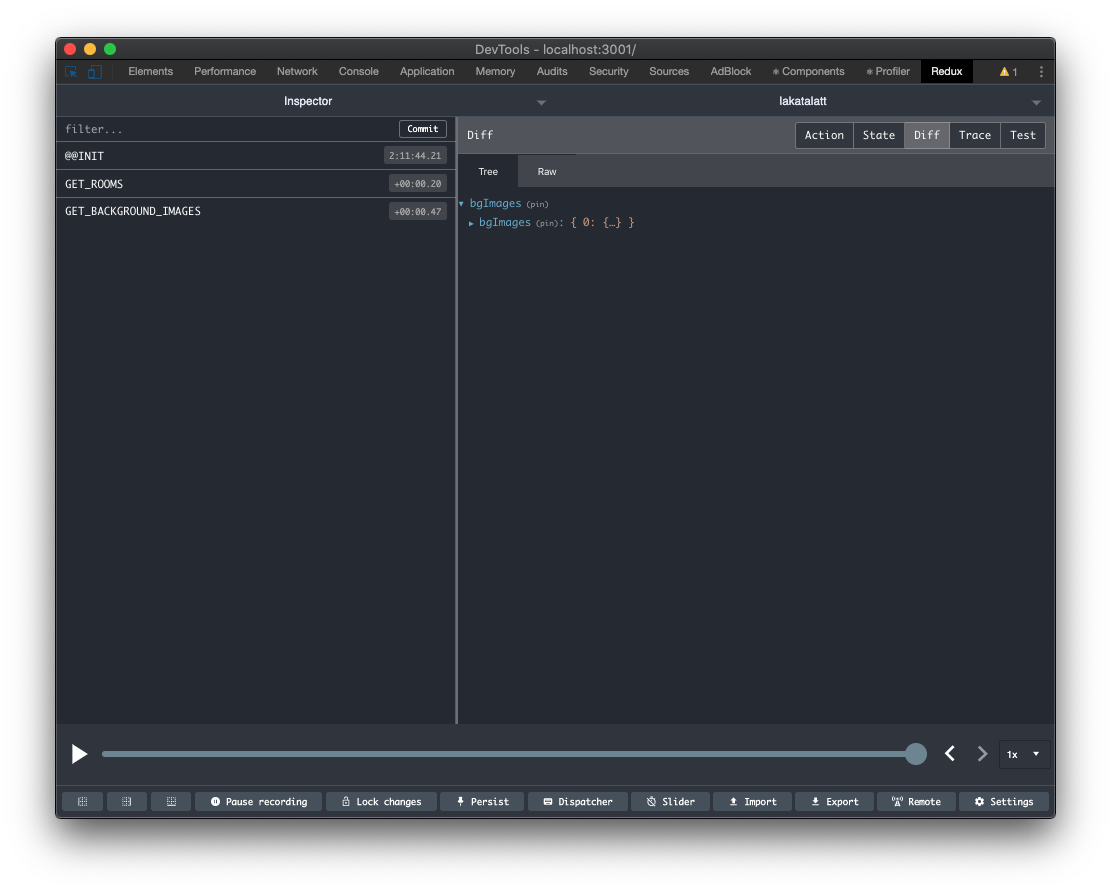 DevTools - localhost:3001/
Elements Performance Network Console Application Memory Audits Security Sources AdBlock ⚛ Components ⚛ Profiler Redux ⚠ 1
Inspector lakatalatt
filter... Commit
Diff Action State Diff Trace Test
@@INIT 2:11:44.21
Tree Raw
GET_ROOMS +00:00.20
▼ bgImages (pin)
GET_BACKGROUND_IMAGES +00:00.47
▶ bgImages (pin): { 0: {…} }
1x
Pause recording Lock changes Persist Dispatcher Slider Import Export Remote Settings